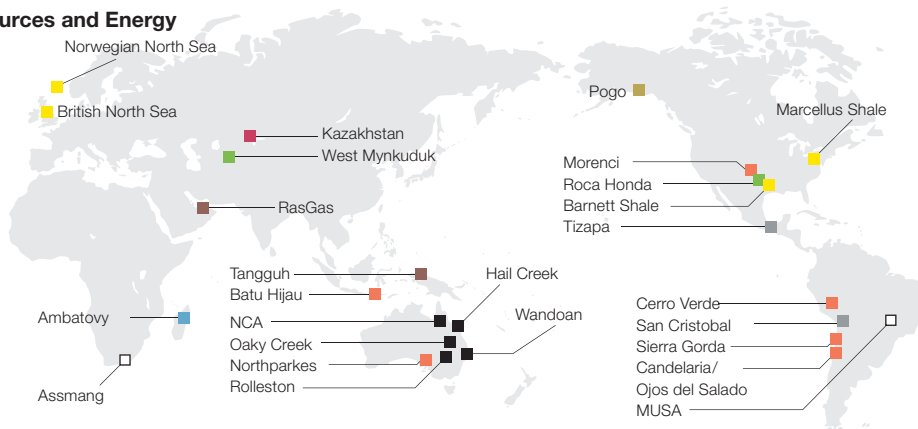 urces and Energy
Norwegian North Sea
British North Sea
Kazakhstan
West Mynkuduk
RasGas
Tangguh
Batu Hijau
Hail Creek
Wandoan
NCA
Oaky Creek
Northparkes
Rolleston
Ambatovy
Assmang
Pogo
Marcellus Shale
Morenci
Roca Honda
Barnett Shale
Tizapa
Cerro Verde
San Cristobal
Sierra Gorda
Candelaria/
Ojos del Salado
MUSA